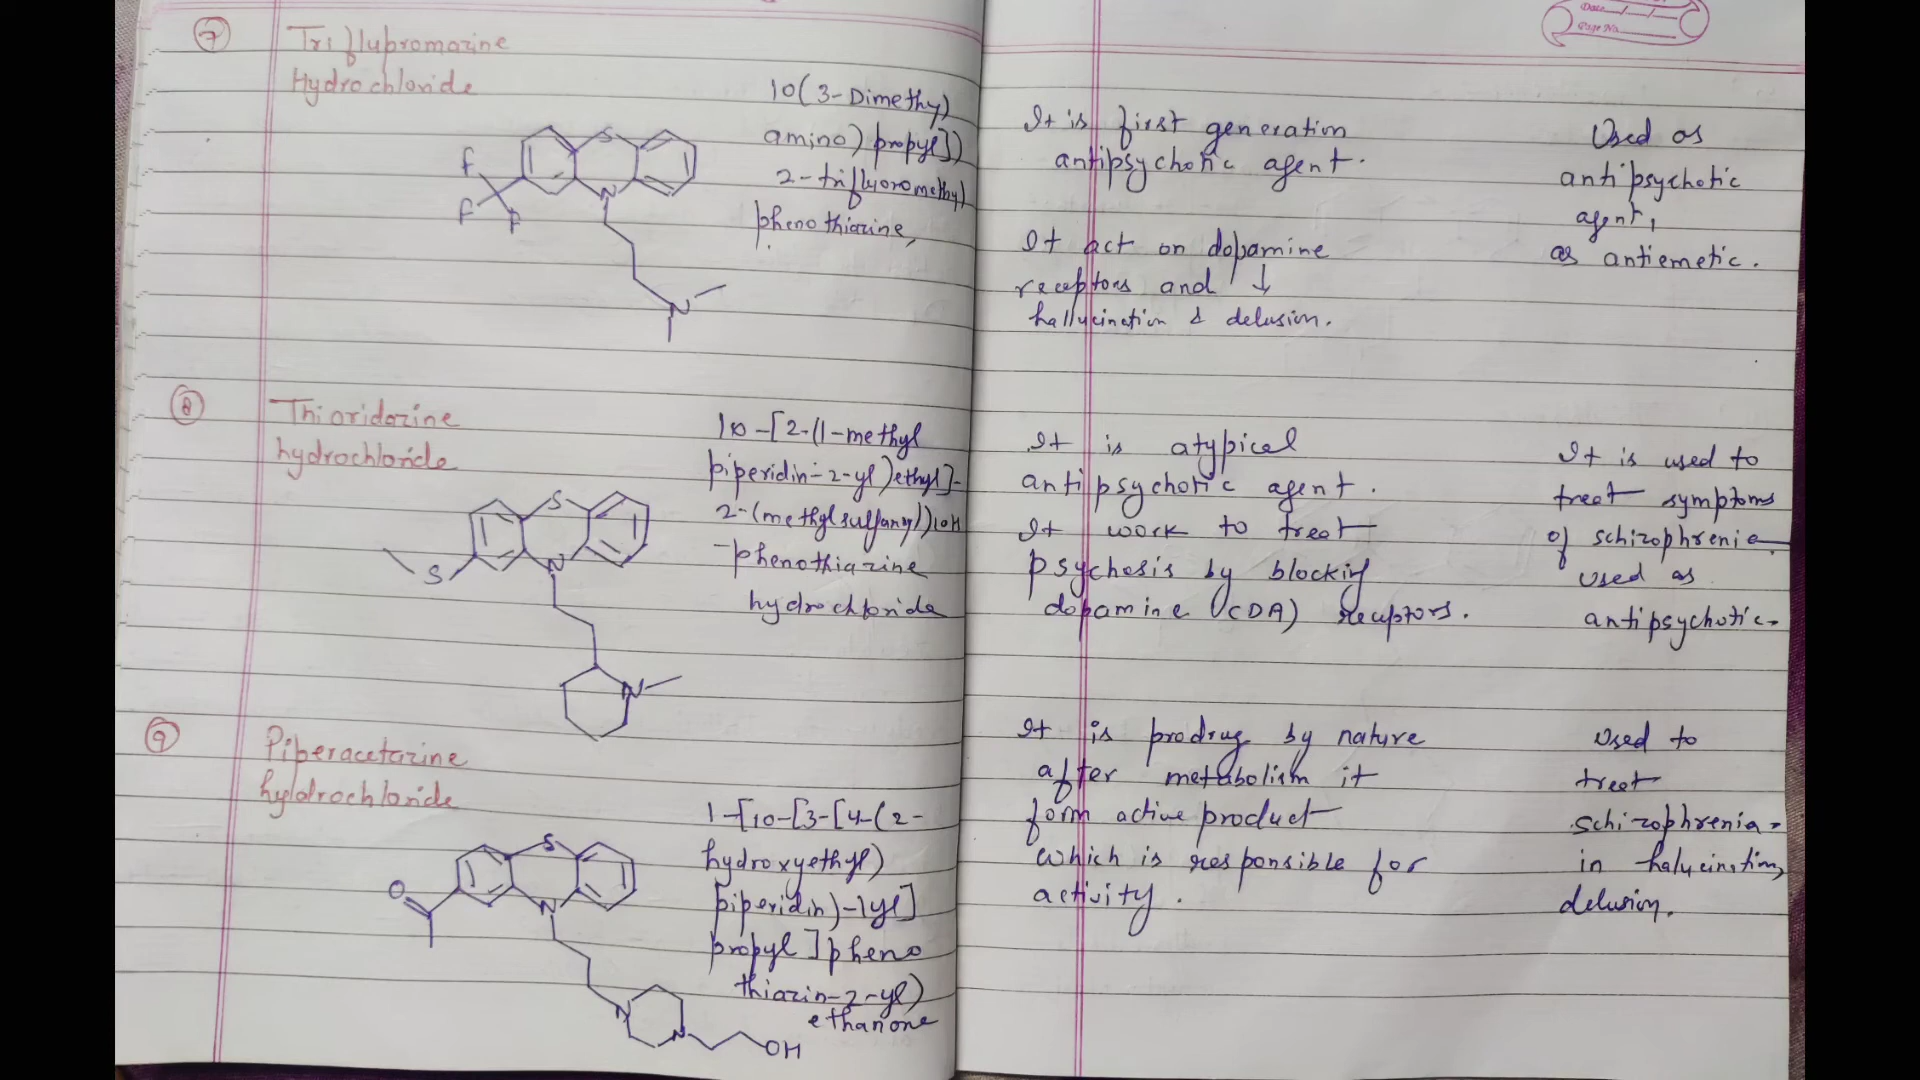 Date
Page No.
7
Triflupromazine
Hydrochloride
10(3-Dimethyl
amino) propyl])
2-trifluoromethyl
phenothiazine,
S
N
F
F
F
N
It is first generation
antipsychotic agent.
It act on dopamine
receptors and ↓
hallucination & delusion.
Used as
antipsychotic
agent,
as antiemetic.
8
Thioridazine
hydrochloride
10-[2-(1-methyl
piperidin-2-yl)ethyl]-
2-(methylsulfanyl)10H
-phenothiazine
hydrochloride
S
N
S
N
It is atypical
antipsychotic agent.
It work to treat
psychosis by blocking
dopamine (DA) receptors.
It is used to
treat symptoms
of schizophrenia
used as
antipsychotic.
9
Piperacetazine
hydrochloride
1-[10-[3-[4-(2-
hydroxyethyl)
piperidin)-1yl]
propyl]pheno
thiazin-2-yl)
ethanone
S
N
O
N
N
OH
It is prodrug by nature
after metabolism it
form active product
which is responsible for
activity.
Used to
treat
schizophrenia,
in halucination,
delusion.